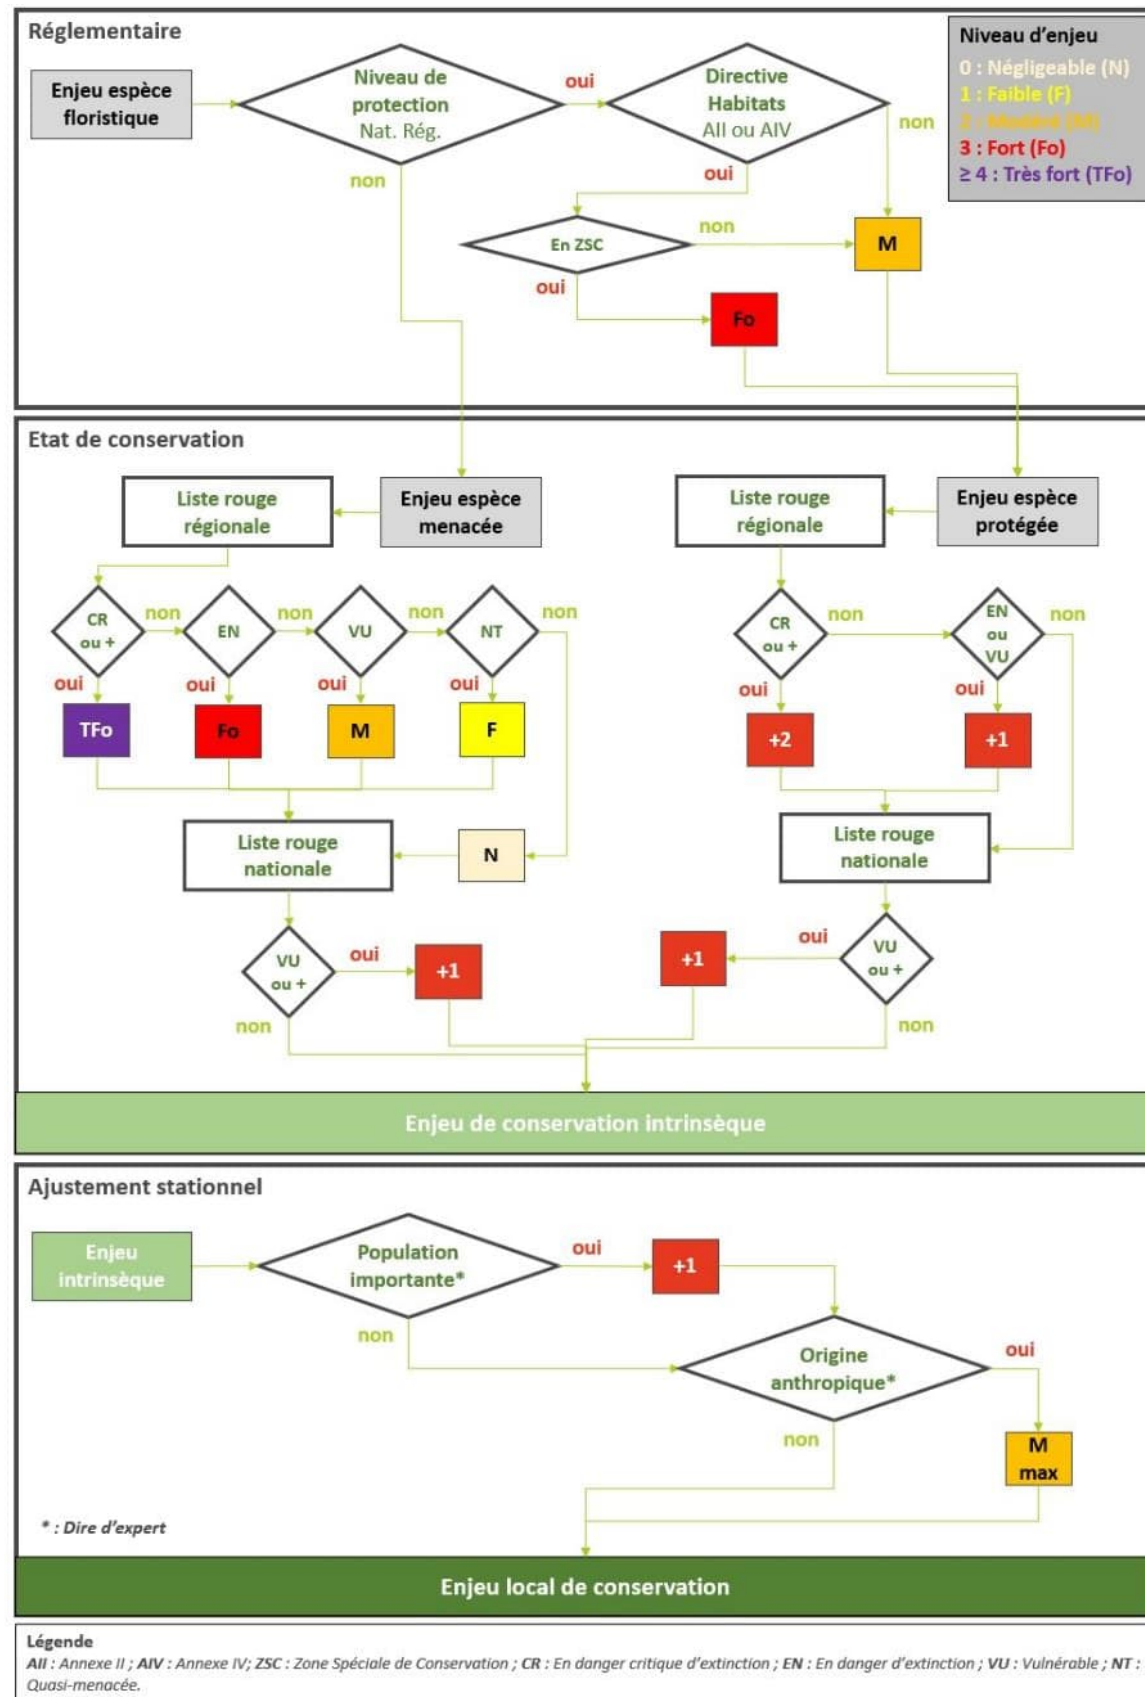 Réglementaire
Enjeu espèce
floristique
Niveau de
protection
Nat. Rég.
oui
Directive
Habitats
AII ou AIV
non
Niveau d'enjeu
0 : Négligeable (N)
1 : Faible (F)
2 : Modéré (M)
3 : Fort (Fo)
≥ 4 : Très fort (TFo)
non
oui
En ZSC
non
M
oui
Fo
Etat de conservation
Liste rouge
régionale
Enjeu espèce
menacée
Liste rouge
régionale
Enjeu espèce
protégée
CR
ou +
non
EN
non
VU
non
NT
non
CR
ou +
non
EN
ou
VU
non
oui
oui
oui
oui
oui
oui
TFo
Fo
M
F
+2
+1
Liste rouge
nationale
N
Liste rouge
nationale
VU
ou +
oui
+1
+1
oui
VU
ou +
non
non
Enjeu de conservation intrinsèque
Ajustement stationnel
Enjeu
intrinsèque
Population
importante*
oui
+1
non
Origine
anthropique*
oui
non
M
max
* : Dire d'expert
Enjeu local de conservation
Légende
AII : Annexe II ; AIV : Annexe IV; ZSC : Zone Spéciale de Conservation ; CR : En danger critique d'extinction ; EN : En danger d'extinction ; VU : Vulnérable ; NT :
Quasi-menacée.